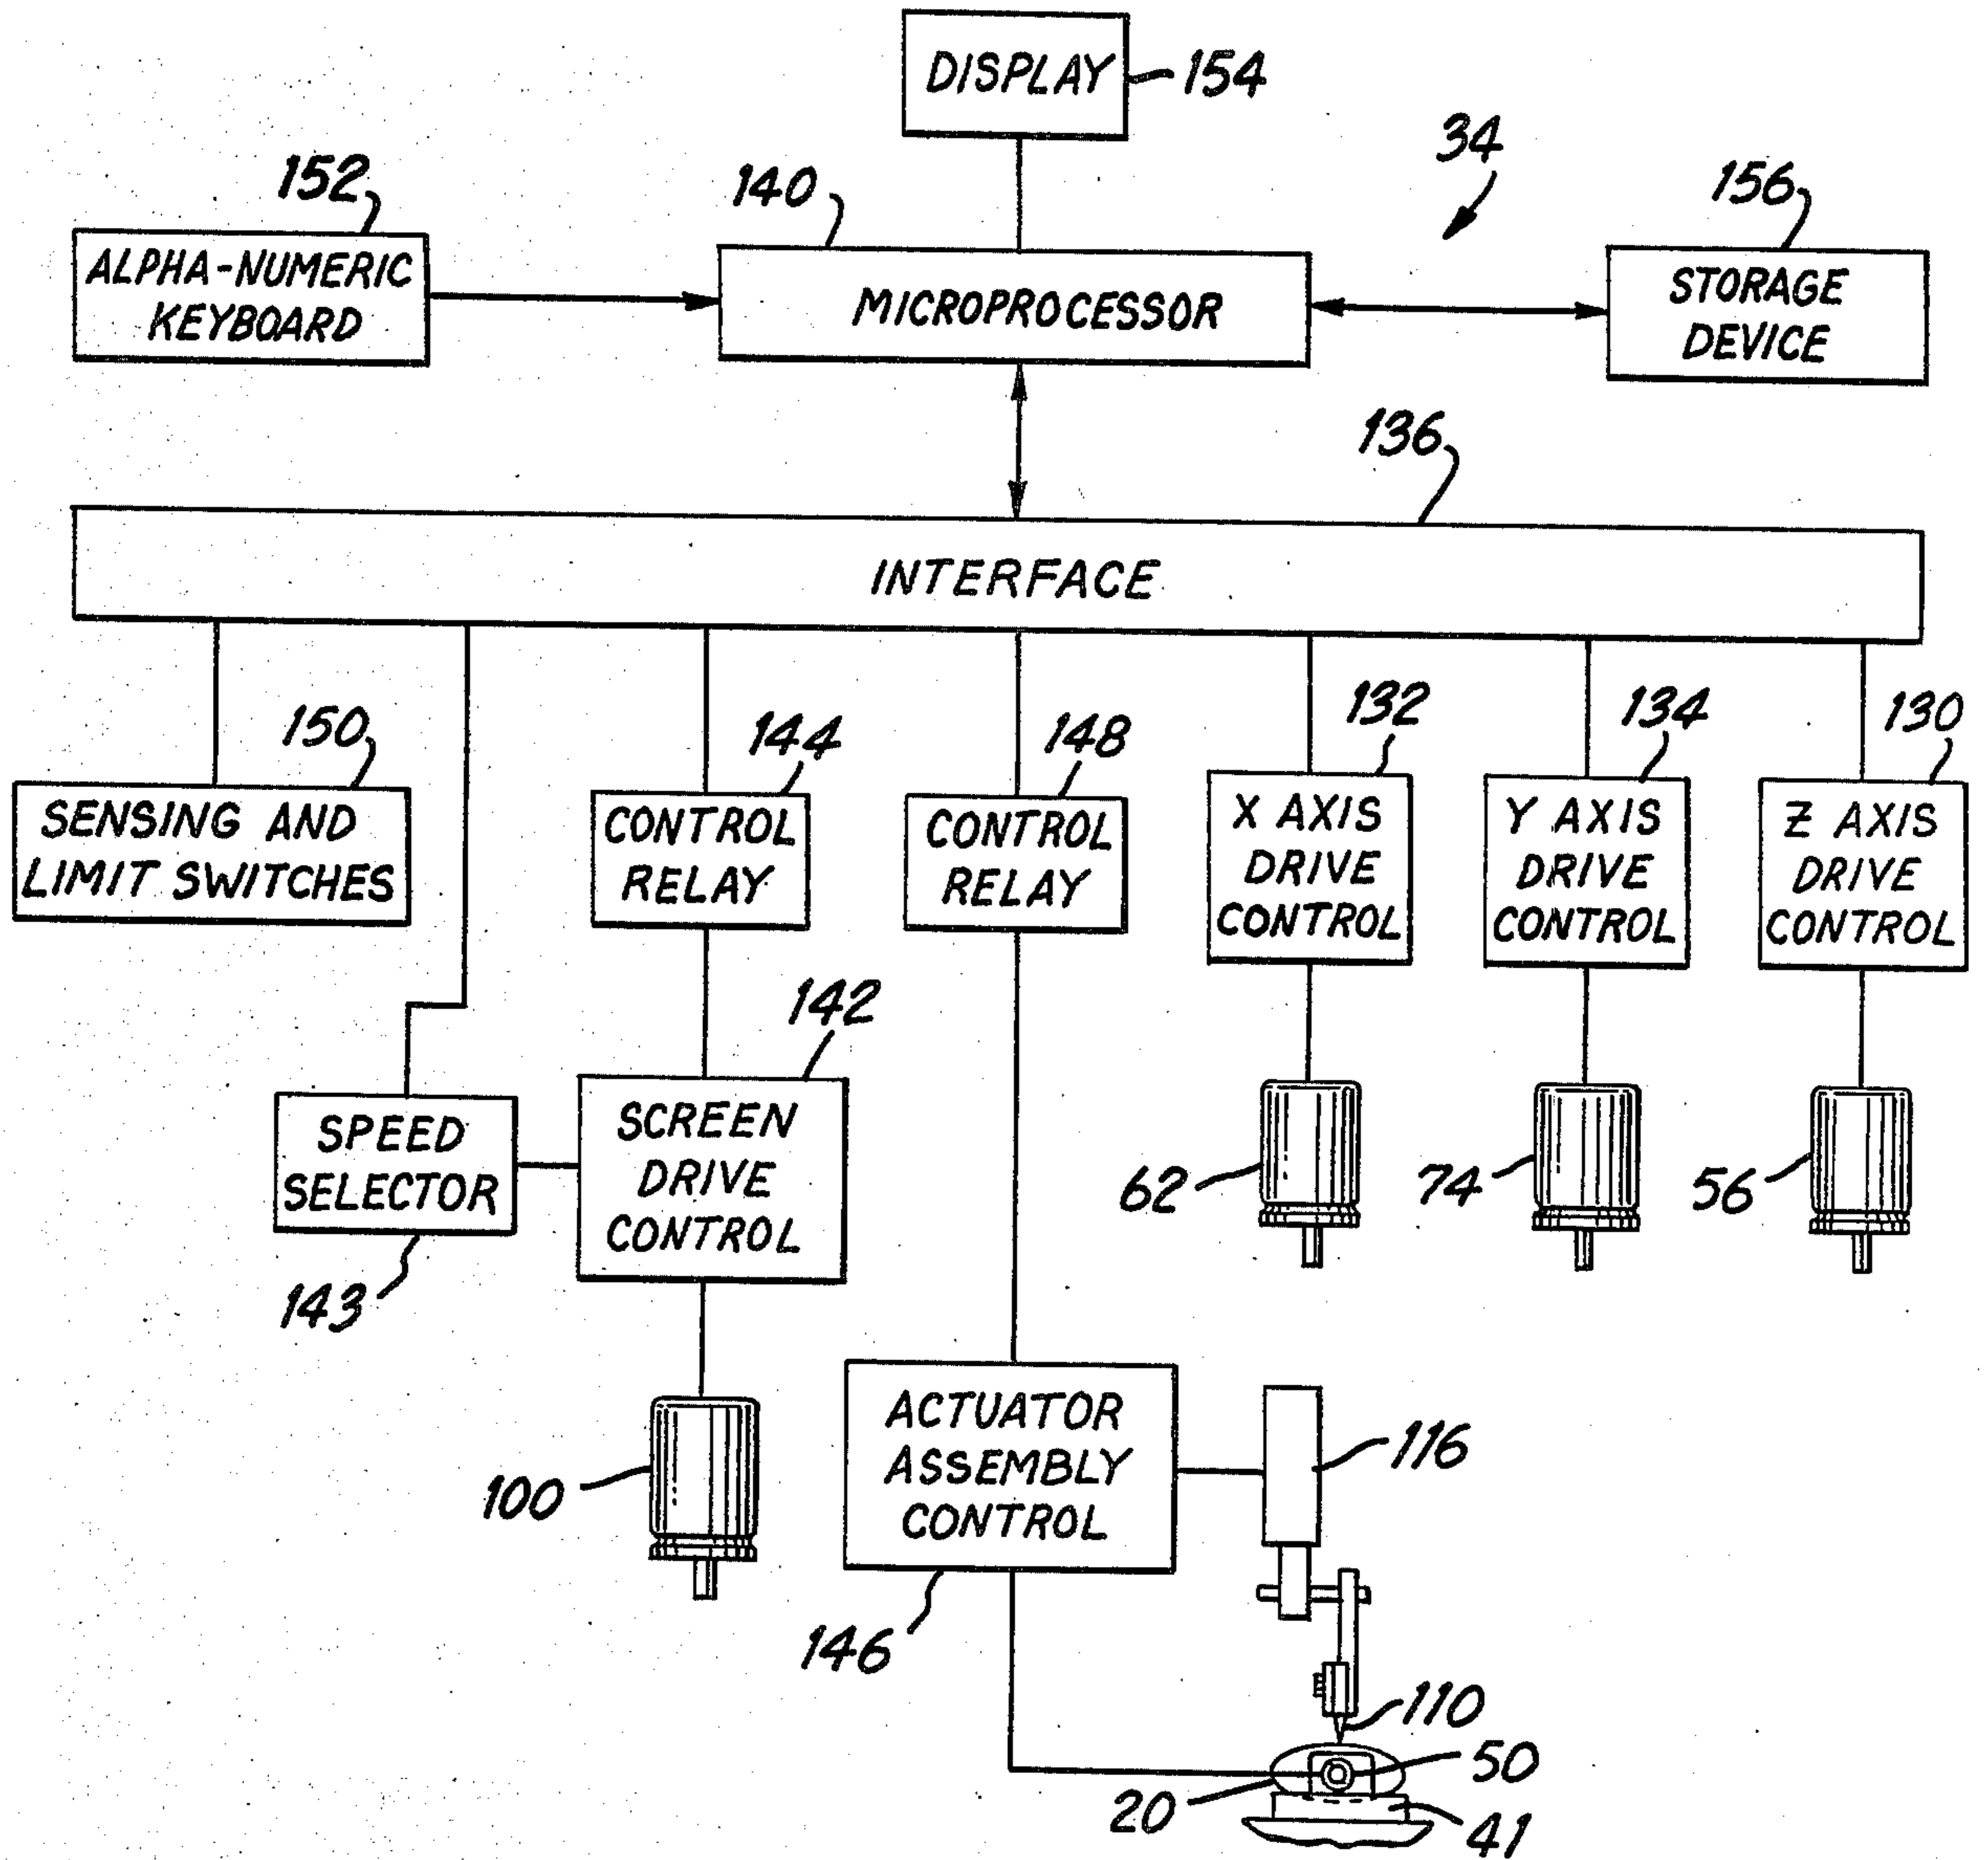 DISPLAY
154
34
152
140
156
ALPHA-NUMERIC
KEYBOARD
MICROPROCESSOR
STORAGE
DEVICE
136
INTERFACE
150
144
148
132
134
130
SENSING AND
LIMIT SWITCHES
CONTROL
RELAY
CONTROL
RELAY
X AXIS
DRIVE
CONTROL
Y AXIS
DRIVE
CONTROL
Z AXIS
DRIVE
CONTROL
142
SPEED
SELECTOR
SCREEN
DRIVE
CONTROL
62
74
56
143
100
ACTUATOR
ASSEMBLY
CONTROL
116
146
110
50
20
41